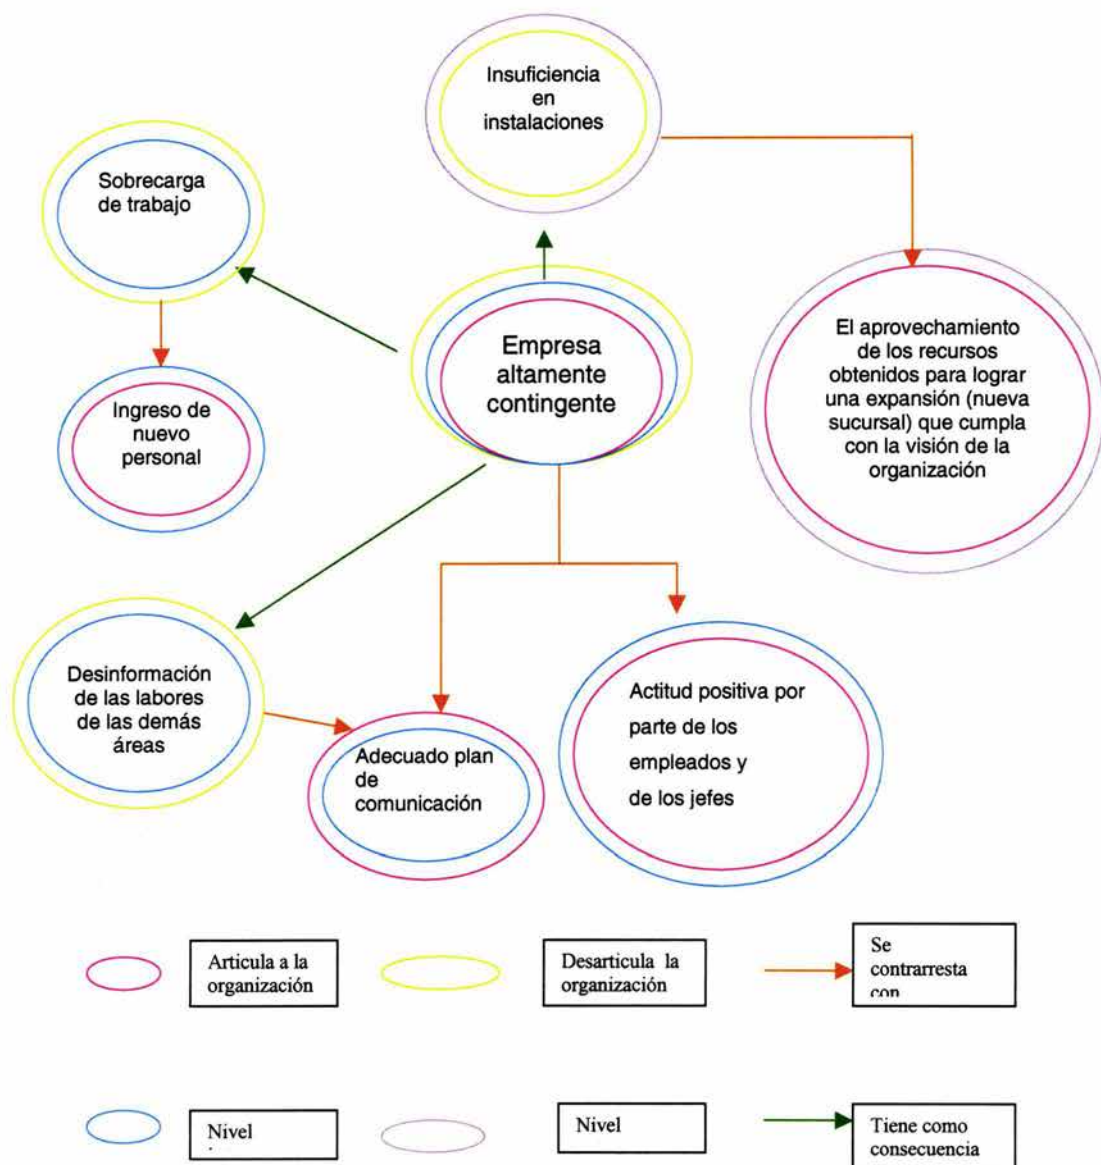 Insuficiencia
en
instalaciones
Sobrecarga
de trabajo
Empresa
altamente
contingente
El aprovechamiento
de los recursos
obtenidos para lograr
una expansión (nueva
sucursal) que cumpla
con la visión de la
organización
Ingreso de
nuevo
personal
Desinformación
de las labores
de las demás
áreas
Adecuado plan
de
comunicación
Actitud positiva por
parte de los
empleados y
de los jefes
Articula a la
organización
Desarticula la
organización
Se
contrarresta
con
Nivel
Nivel
Tiene como
consecuencia